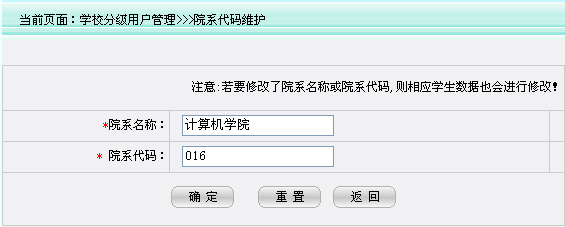 当前页面：学校分级用户管理>>>院系代码维护
注意:若要修改了院系名称或院系代码,则相应学生数据也会进行修改!
*院系名称： 计算机学院
* 院系代码： 016
确 定 重 置 返 回